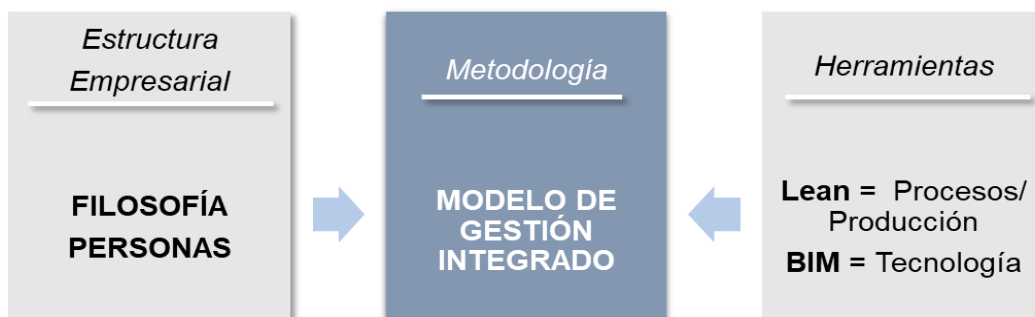 Estructura
Empresarial
FILOSOFÍA
PERSONAS
Metodología
MODELO DE
GESTIÓN
INTEGRADO
Herramientas
Lean = Procesos/
Producción
BIM = Tecnología